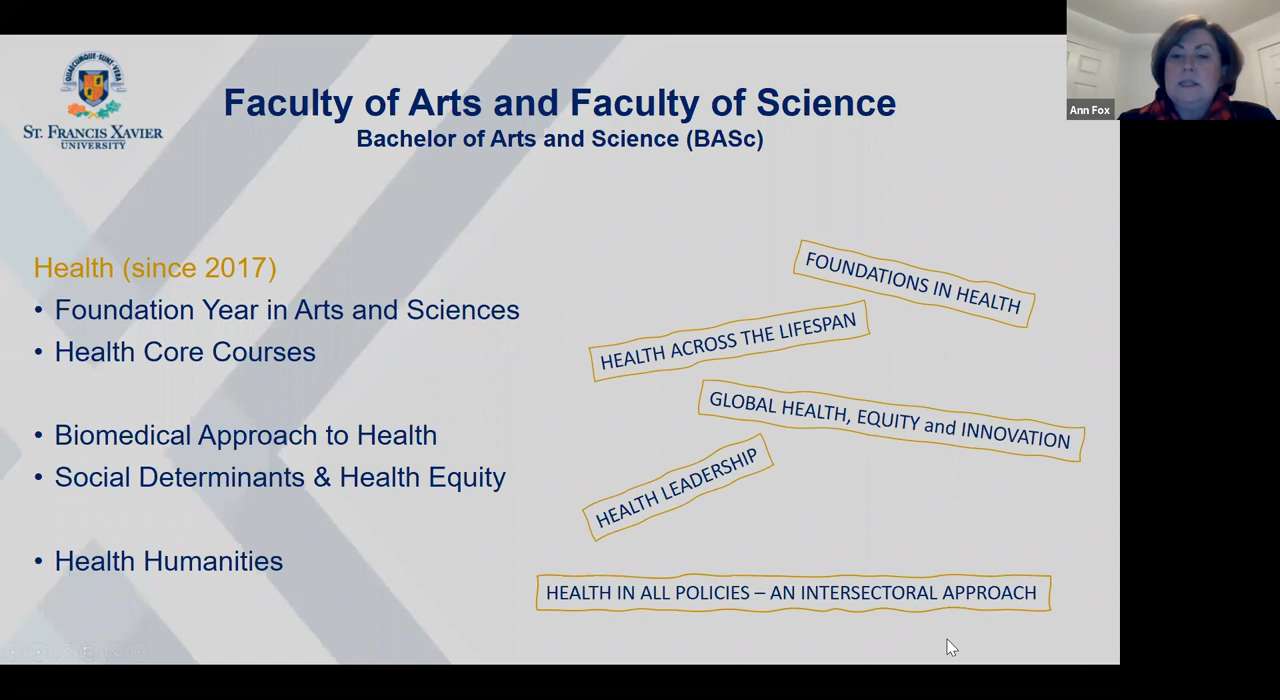 QUAECUMQUE·SUNT·VERA
ST. FRANCIS XAVIER
UNIVERSITY
Faculty of Arts and Faculty of Science
Bachelor of Arts and Science (BASc)
Ann Fox
Health (since 2017)
• Foundation Year in Arts and Sciences
• Health Core Courses
• Biomedical Approach to Health
• Social Determinants & Health Equity
• Health Humanities
FOUNDATIONS IN HEALTH
HEALTH ACROSS THE LIFESPAN
GLOBAL HEALTH, EQUITY and INNOVATION
HEALTH LEADERSHIP
HEALTH IN ALL POLICIES – AN INTERSECTORAL APPROACH